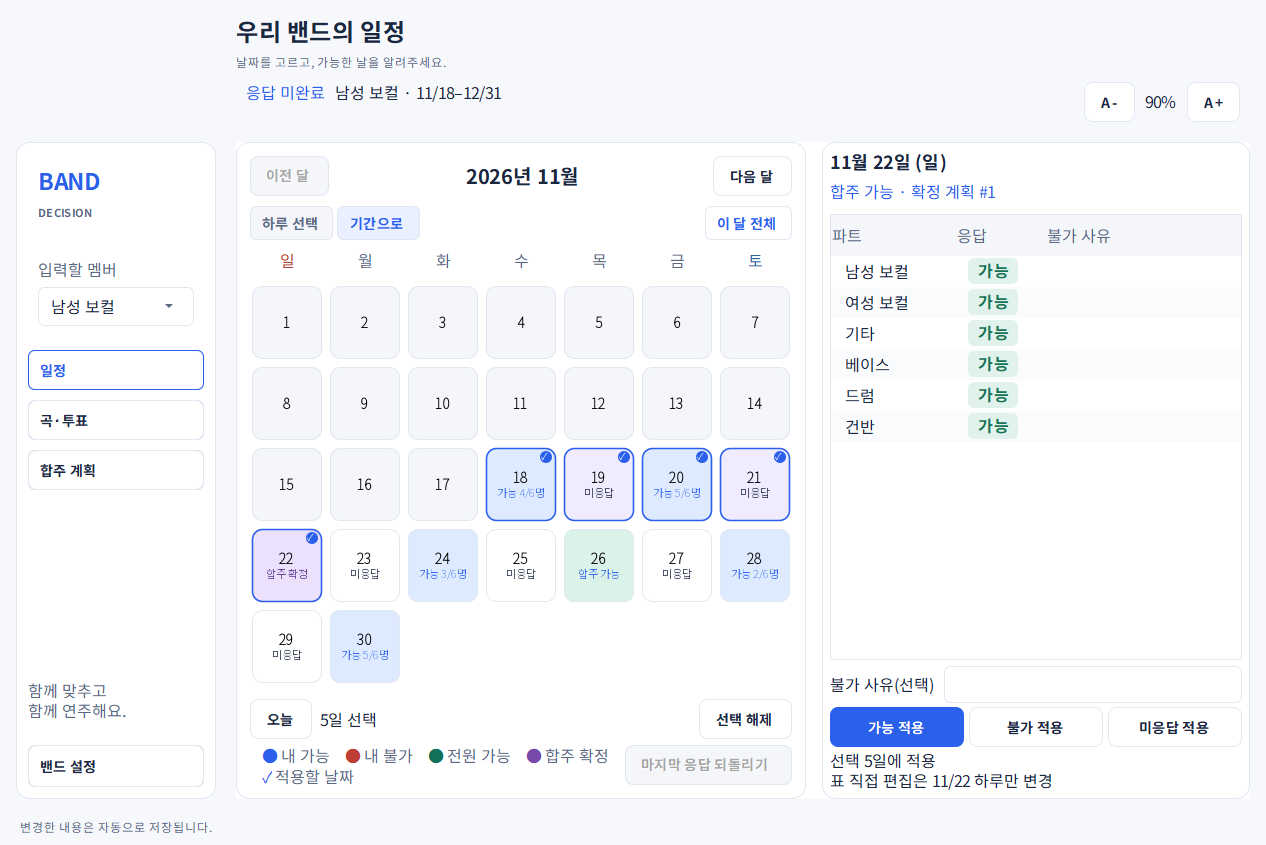 우리 밴드의 일정
날짜를 고르고, 가능한 날을 알려주세요.
응답 미완료 남성 보컬 · 11/18–12/31
A- 90% A+
BAND
DECISION
입력할 멤버
남성 보컬
일정
곡·투표
합주 계획
함께 맞추고
함께 연주해요.
밴드 설정
이전 달 2026년 11월 다음 달
하루 선택 기간으로 이 달 전체
일 월 화 수 목 금 토
1 2 3 4 5 6 7
8 9 10 11 12 13 14
15 16 17 18 19 20 21
가능 4/6명 미응답 가능 5/6명 미응답
22 23 24 25 26 27 28
합주 확정 미응답 가능 3/6명 미응답 합주 가능 미응답 가능 2/6명
29 30
미응답 가능 5/6명
오늘 5일 선택 선택 해제
내 가능 내 불가 전원 가능 합주 확정
✓ 적용할 날짜
마지막 응답 되돌리기
11월 22일 (일)
합주 가능 · 확정 계획 #1
파트 응답 불가 사유
남성 보컬 가능
여성 보컬 가능
기타 가능
베이스 가능
드럼 가능
건반 가능
불가 사유(선택)
가능 적용 불가 적용 미응답 적용
선택 5일에 적용
표 직접 편집은 11/22 하루만 변경
변경한 내용은 자동으로 저장됩니다.